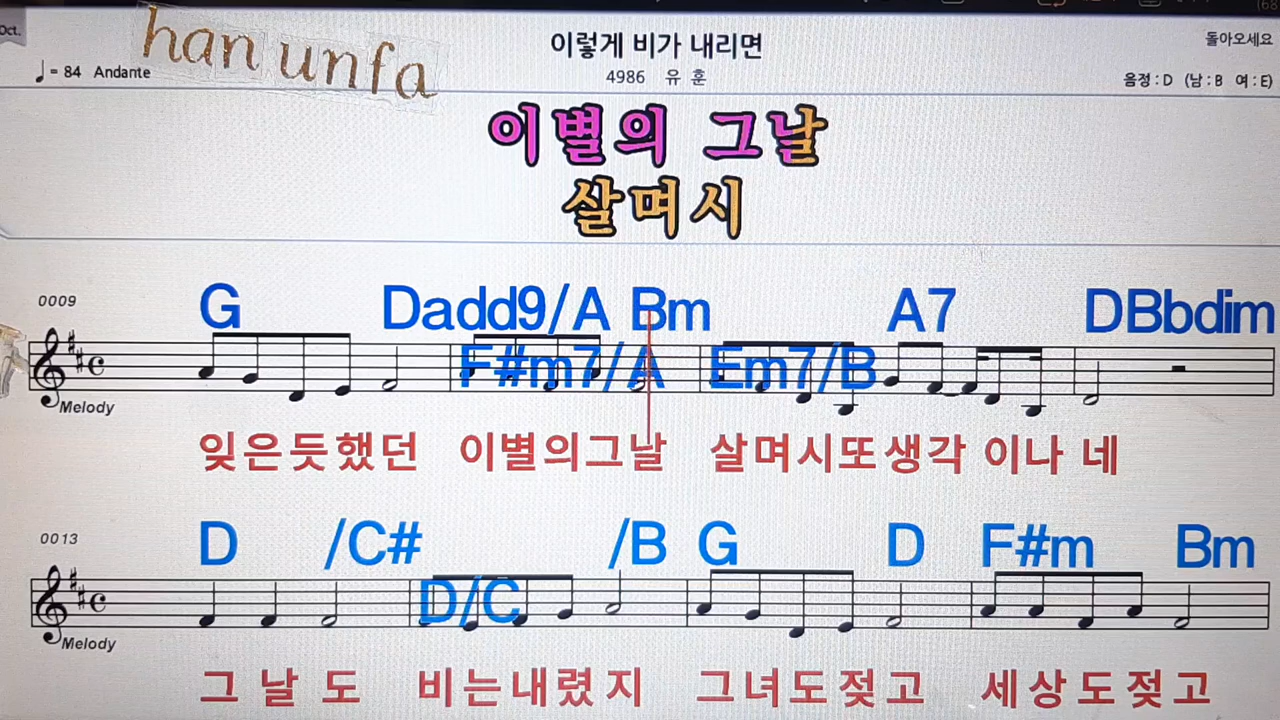 Oct.
han unfa
이렇게 비가 내리면
돌아오세요
♩= 84 Andante
4986 유 훈
음정 : D (남 : B 여 : E)
이별의 그날
살며시
0009
G Dadd9/A Bm A7 DBbdim
F#m7/A Em7/B
Melody
잊은듯했던 이별의그날 살며시또생각 이나 네
0013
D /C# /B G D F#m Bm
D/C
Melody
그 날 도 비는내렸지 그녀도젖고 세상도젖고